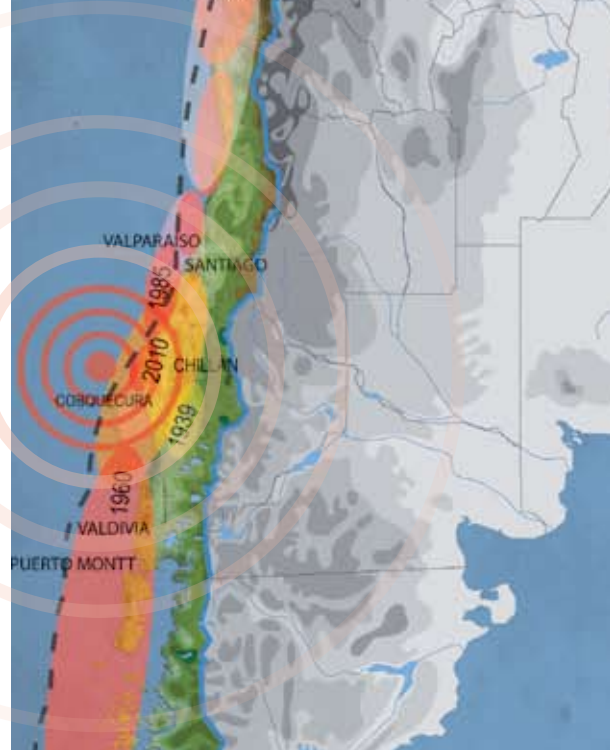 VALPARAISO
SANTIAGO
1985
2010
CHILLAN
COBQUECURA
1939
1960
VALDIVIA
PUERTO MONTT